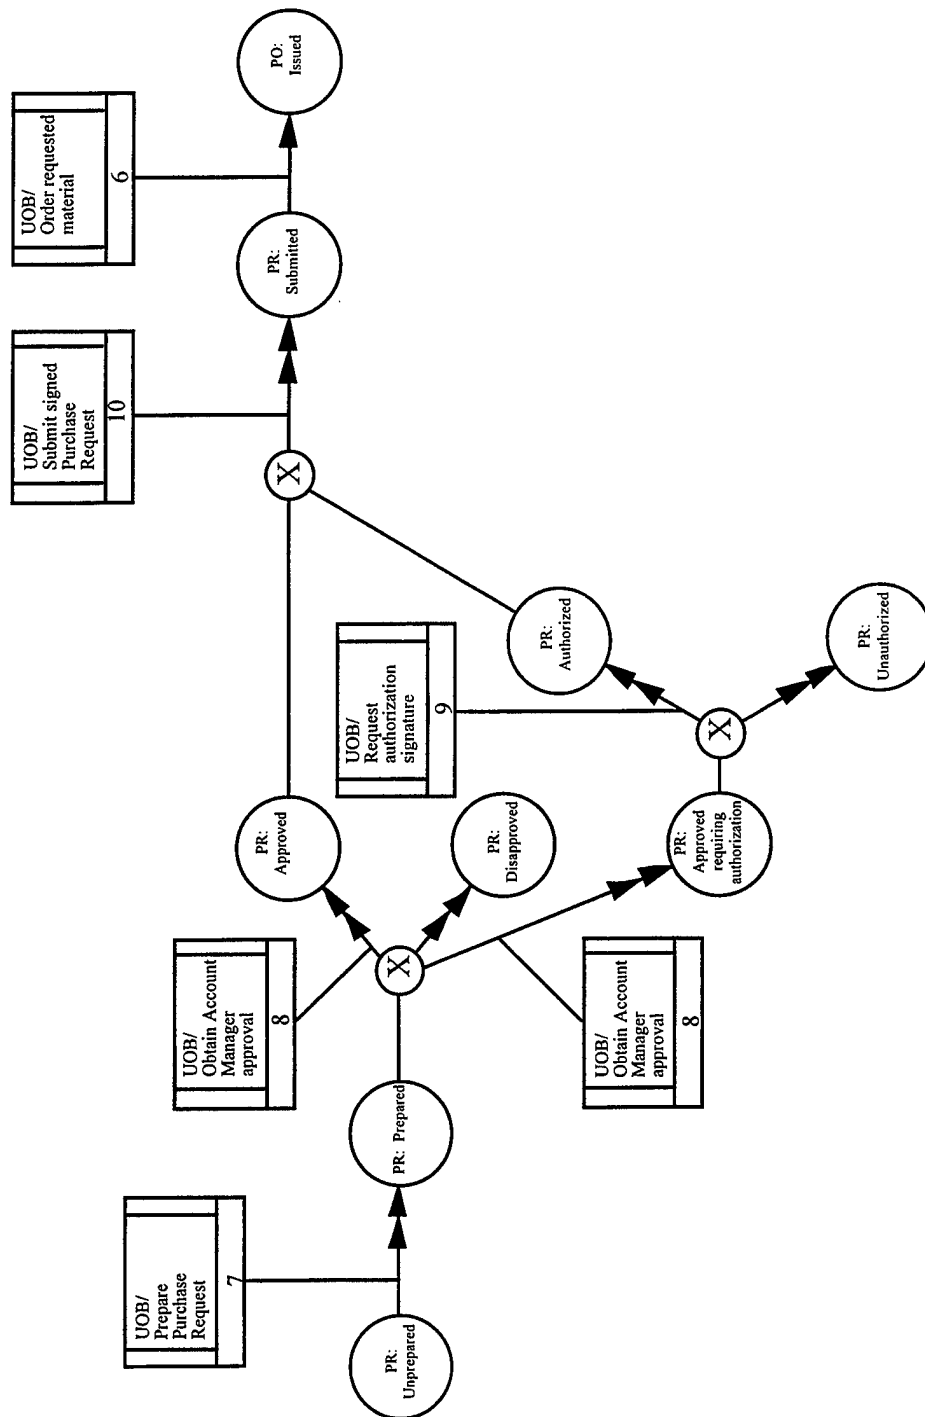 UOB/
Prepare
Purchase
Request
7
PR:
Unprepared
PR: Prepared
UOB/
Obtain Account
Manager
approval
8
X
UOB/
Obtain Account
Manager
approval
8
PR:
Approved
PR:
Disapproved
PR:
Approved
requiring
authorization
UOB/
Request
authorization
signature
9
X
PR:
Authorized
PR:
Unauthorized
X
UOB/
Submit signed
Purchase
Request
10
PR:
Submitted
UOB/
Order requested
material
6
PO:
Issued